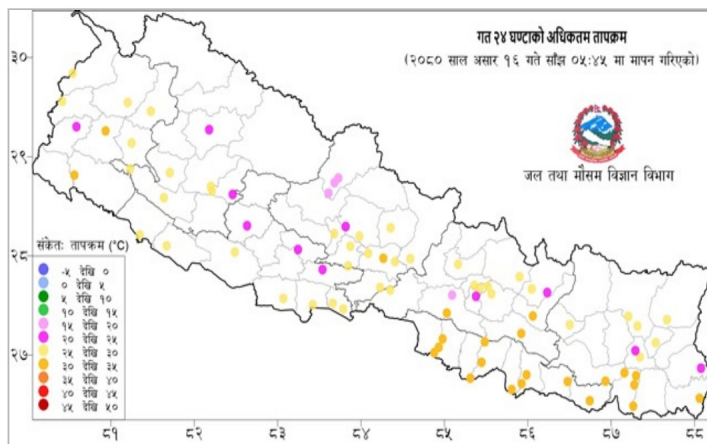 गत २४ घण्टाको अधिकतम तापक्रम
(२०८० साल असार १६ गते साँझ ०५:४५ मा मापन गरिएको)
जल तथा मौसम विज्ञान विभाग
३०
२९
२८
२७
संकेतः तापक्रम (°C)
-५ देखि ०
० देखि ५
५ देखि १०
१० देखि १५
१५ देखि २०
२० देखि २५
२५ देखि ३०
३० देखि ३५
३५ देखि ४०
४० देखि ४५
४५ देखि ५०
८१ ८२ ८३ ८४ ८५ ८६ ८७ ८८